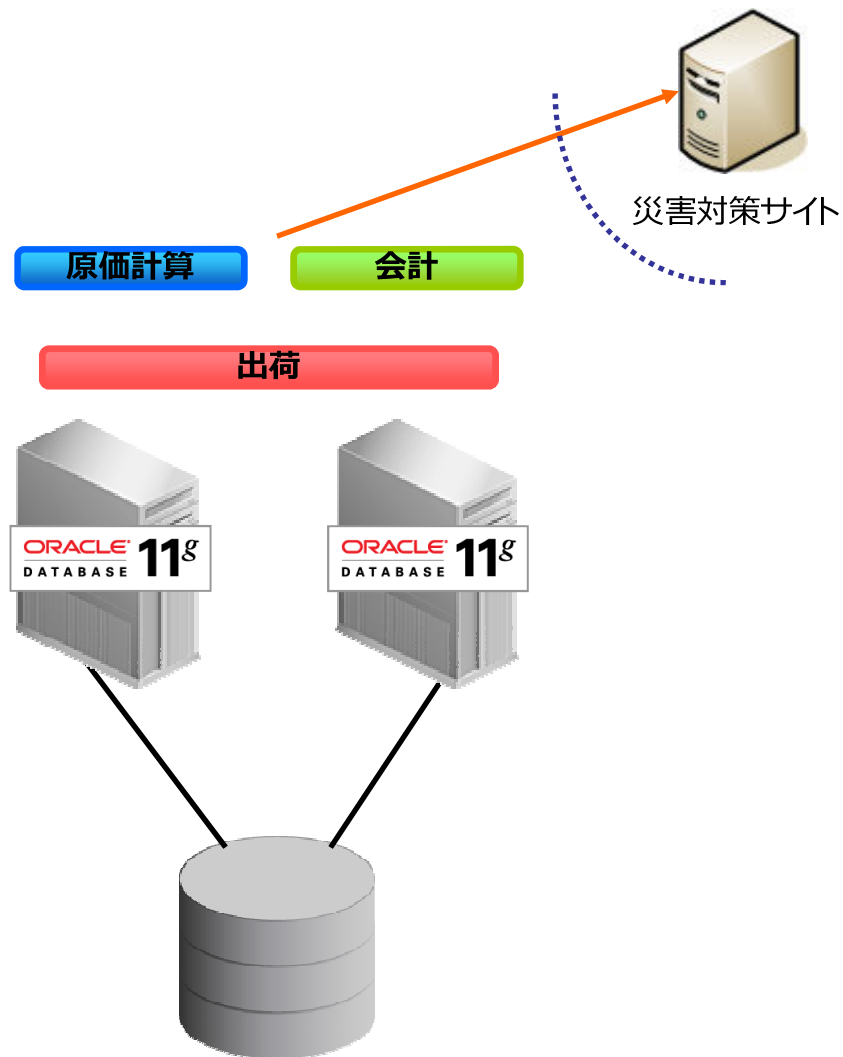 災害対策サイト
原価計算
会計
出荷
ORACLE 11g
DATABASE
ORACLE 11g
DATABASE